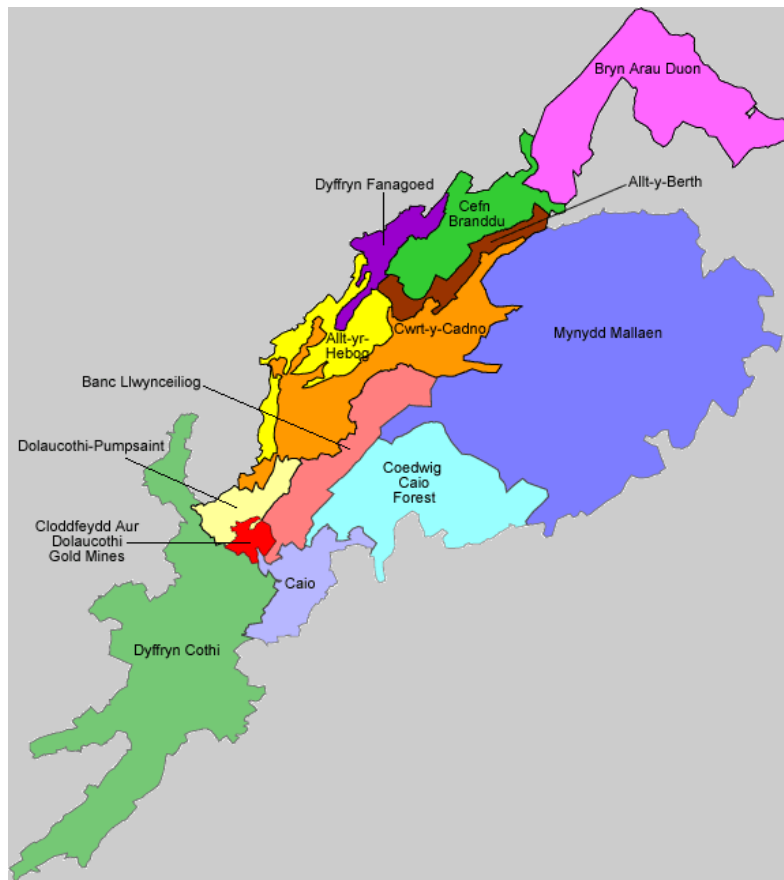 Bryn Arau Duon
Allt-y-Berth
Dyffryn Fanagoed
Cefn
Branddu
Cwrt-y-Cadno
Mynydd Mallaen
Allt-yr-
Hebog
Banc Llwynceiliog
Dolaucothi-Pumpsaint
Coedwig
Caio
Forest
Cloddfeydd Aur
Dolaucothi
Gold Mines
Caio
Dyffryn Cothi